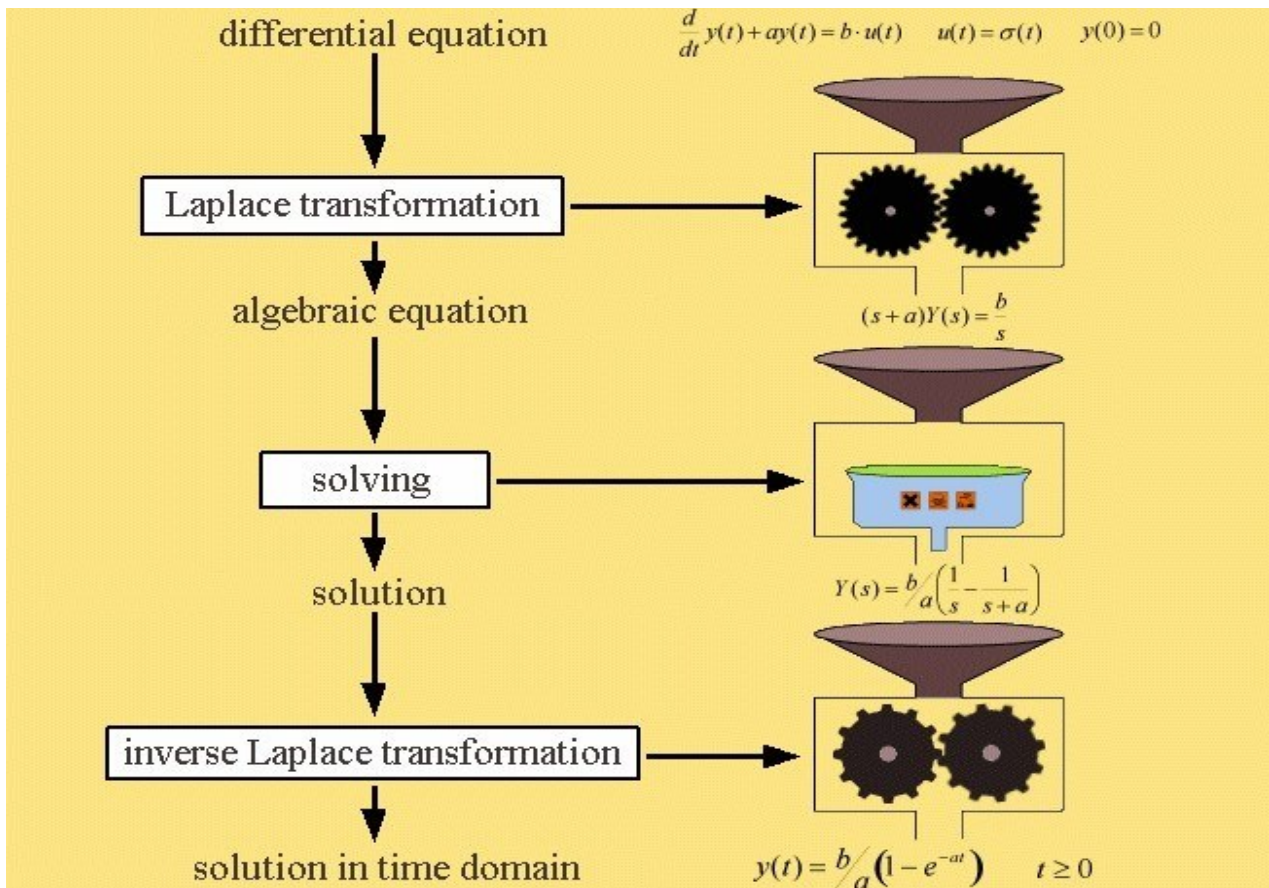 differential equation
d/dt y(t) + ay(t) = b · u(t) u(t) = σ(t) y(0) = 0
Laplace transformation
algebraic equation
(s + a)Y(s) = b/s
solving
solution
Y(s) = b/a(1/s − 1/(s + a))
inverse Laplace transformation
solution in time domain
y(t) = b/a(1 − e^(−at)) t ≥ 0